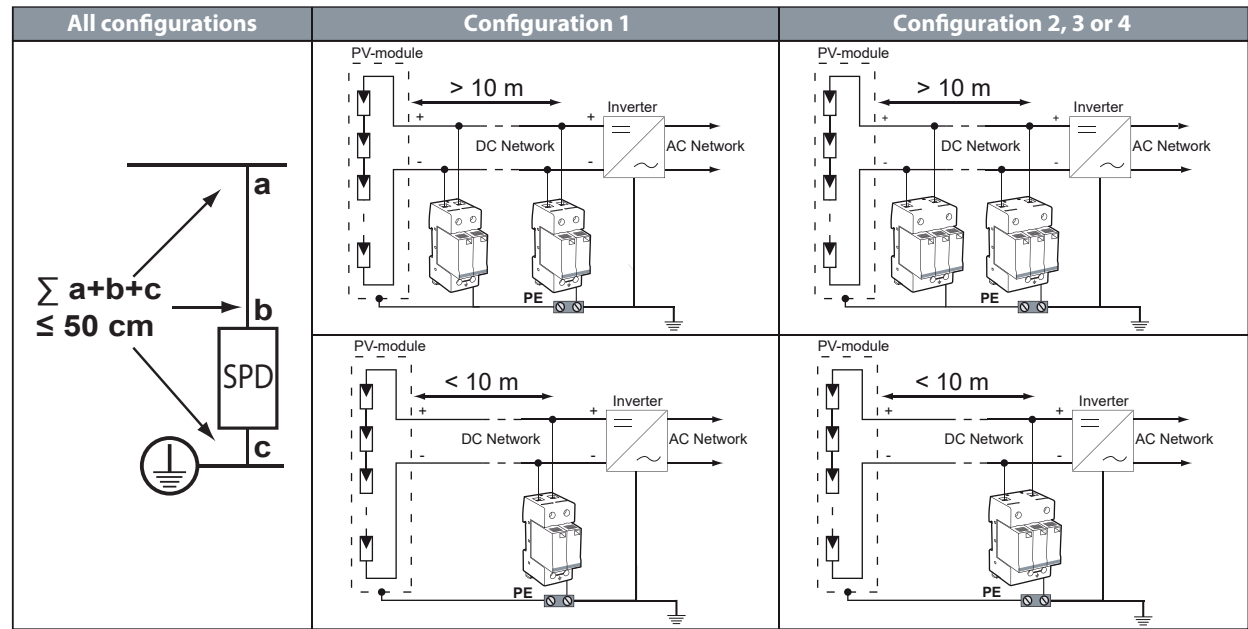 All configurations
Configuration 1
Configuration 2, 3 or 4
∑ a+b+c
≤ 50 cm
a
b
SPD
c
PV-module
> 10 m
Inverter
+
+
DC Network
AC Network
-
-
PE
PV-module
> 10 m
Inverter
+
+
DC Network
AC Network
-
-
PE
PV-module
< 10 m
Inverter
+
+
DC Network
AC Network
-
-
PE
PV-module
< 10 m
Inverter
+
+
DC Network
AC Network
-
-
PE